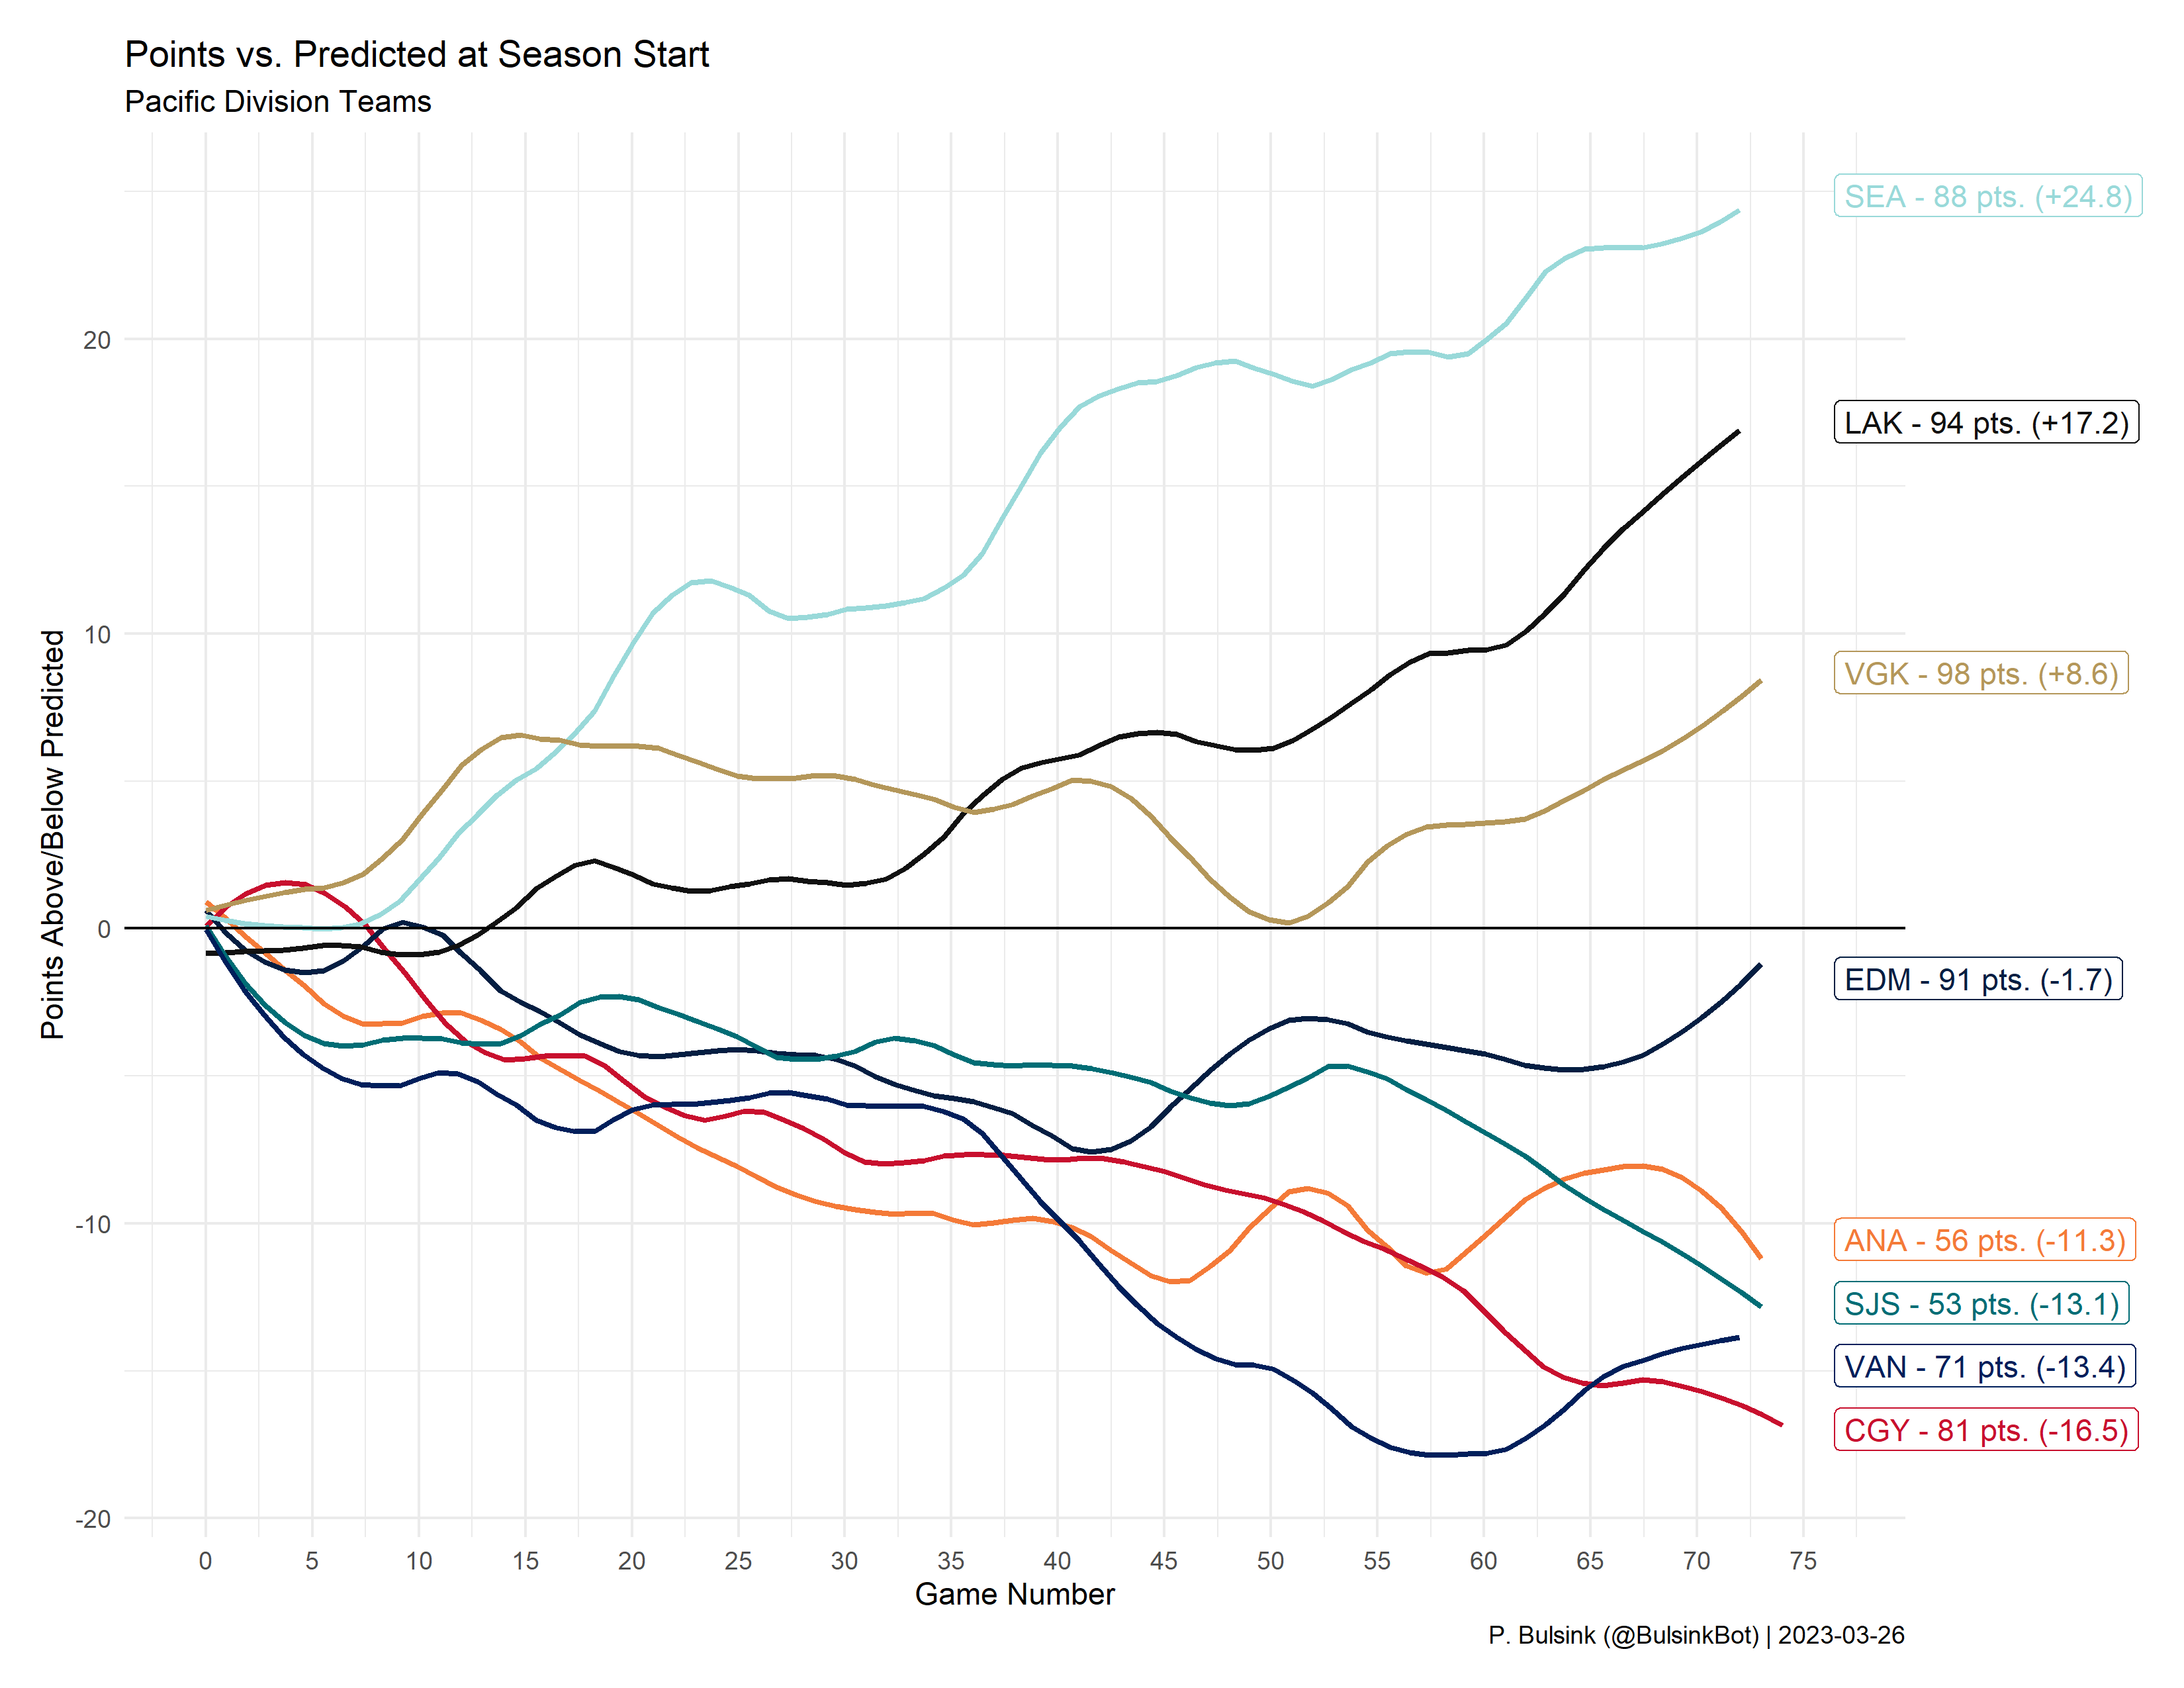 Points vs. Predicted at Season Start
Pacific Division Teams
Points Above/Below Predicted
20
10
0
-10
-20
SEA - 88 pts. (+24.8)
LAK - 94 pts. (+17.2)
VGK - 98 pts. (+8.6)
EDM - 91 pts. (-1.7)
ANA - 56 pts. (-11.3)
SJS - 53 pts. (-13.1)
VAN - 71 pts. (-13.4)
CGY - 81 pts. (-16.5)
0 5 10 15 20 25 30 35 40 45 50 55 60 65 70 75
Game Number
P. Bulsink (@BulsinkBot) | 2023-03-26